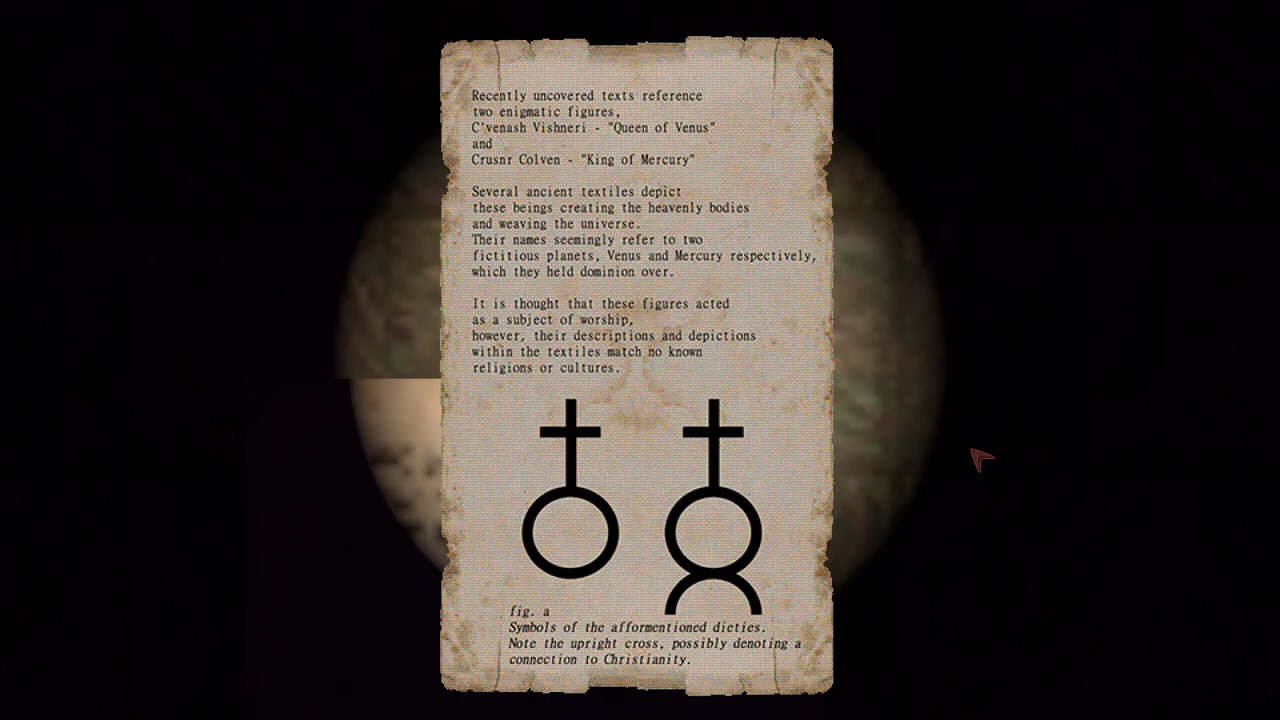 Recently uncovered texts reference
two enigmatic figures,
C'venash Vishneri - "Queen of Venus"
and
Crusnr Colven - "King of Mercury"
Several ancient textiles depict
these beings creating the heavenly bodies
and weaving the universe.
Their names seemingly refer to two
fictitious planets, Venus and Mercury respectively,
which they held dominion over.
It is thought that these figures acted
as a subject of worship,
however, their descriptions and depictions
within the textiles match no known
religions or cultures.
fig. a
Symbols of the afformentioned dieties.
Note the upright cross, possibly denoting a
connection to Christianity.